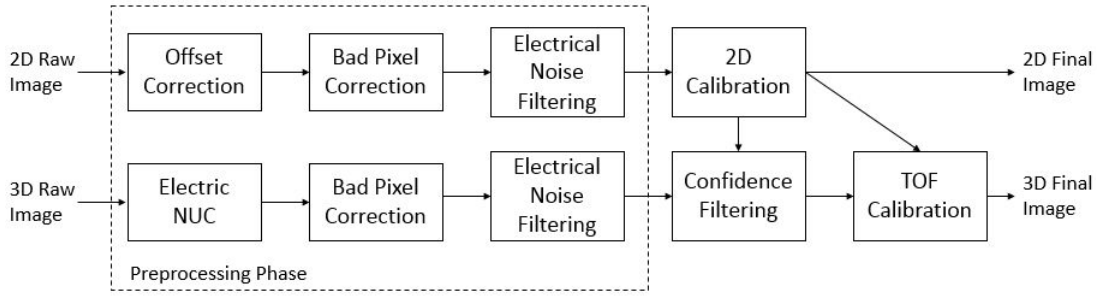 2D Raw
Image
Offset
Correction
Bad Pixel
Correction
Electrical
Noise
Filtering
2D
Calibration
2D Final
Image
3D Raw
Image
Electric
NUC
Bad Pixel
Correction
Electrical
Noise
Filtering
Confidence
Filtering
TOF
Calibration
3D Final
Image
Preprocessing Phase